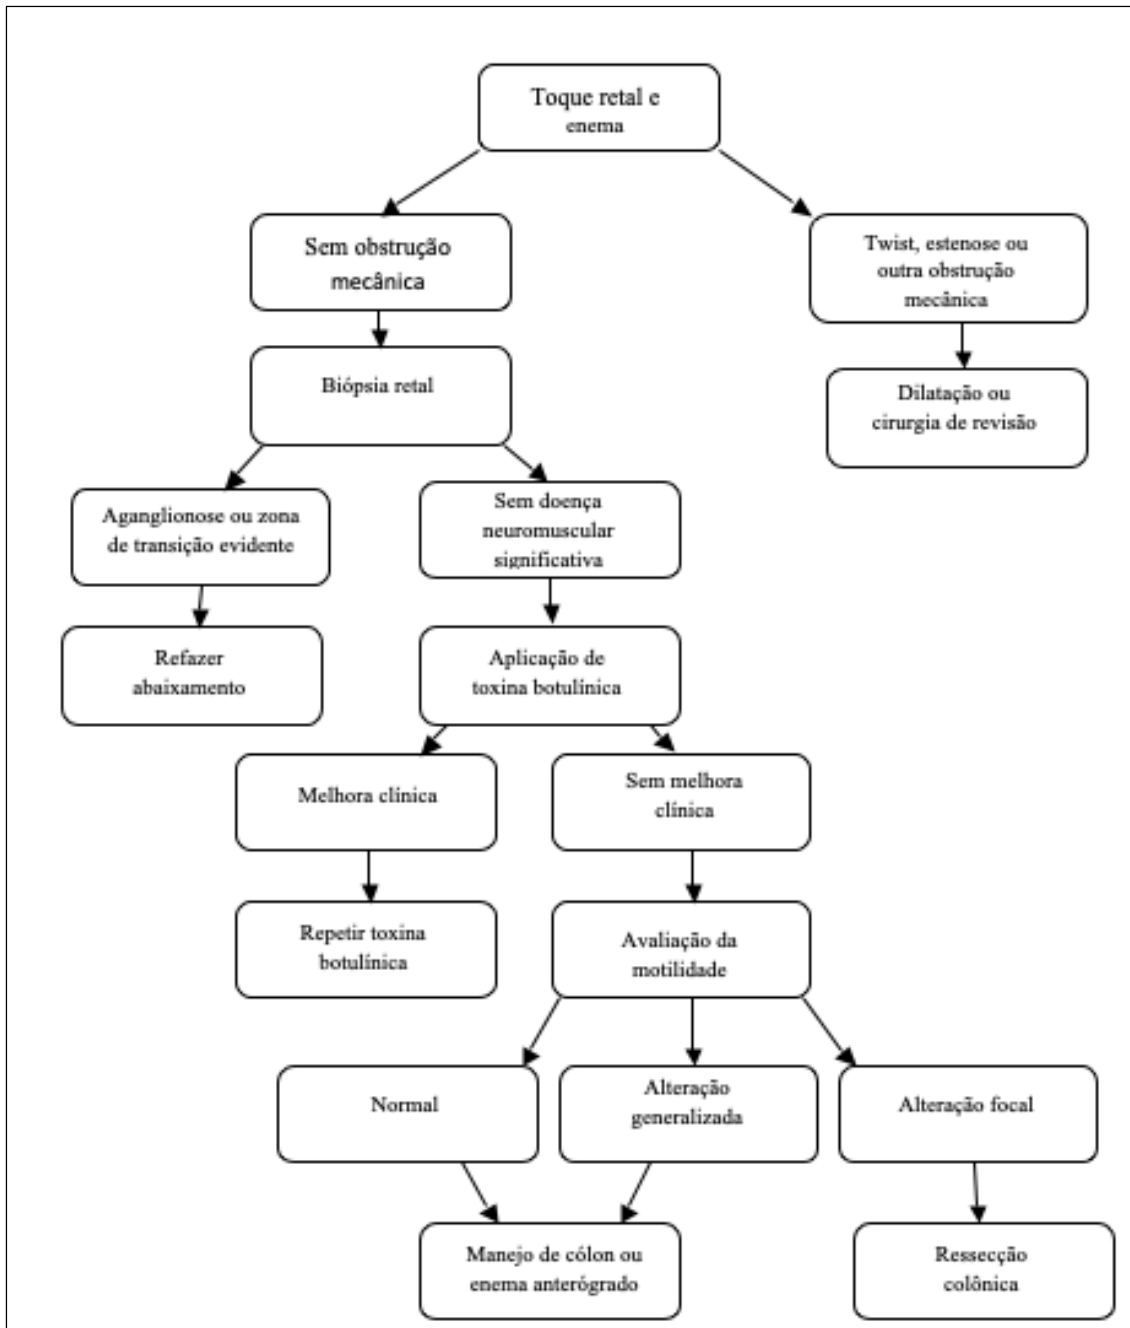 Toque retal e
enema
Sem obstrução
mecânica
Twist, estenose ou
outra obstrução
mecânica
Biópsia retal
Dilatação ou
cirurgia de revisão
Aganglionose ou zona
de transição evidente
Sem doença
neuromuscular
significativa
Refazer
abaixamento
Aplicação de
toxina botulínica
Melhora clínica
Sem melhora
clínica
Repetir toxina
botulínica
Avaliação da
motilidade
Normal
Alteração
generalizada
Alteração focal
Manejo de cólon ou
enema anterógrado
Ressecção
colônica